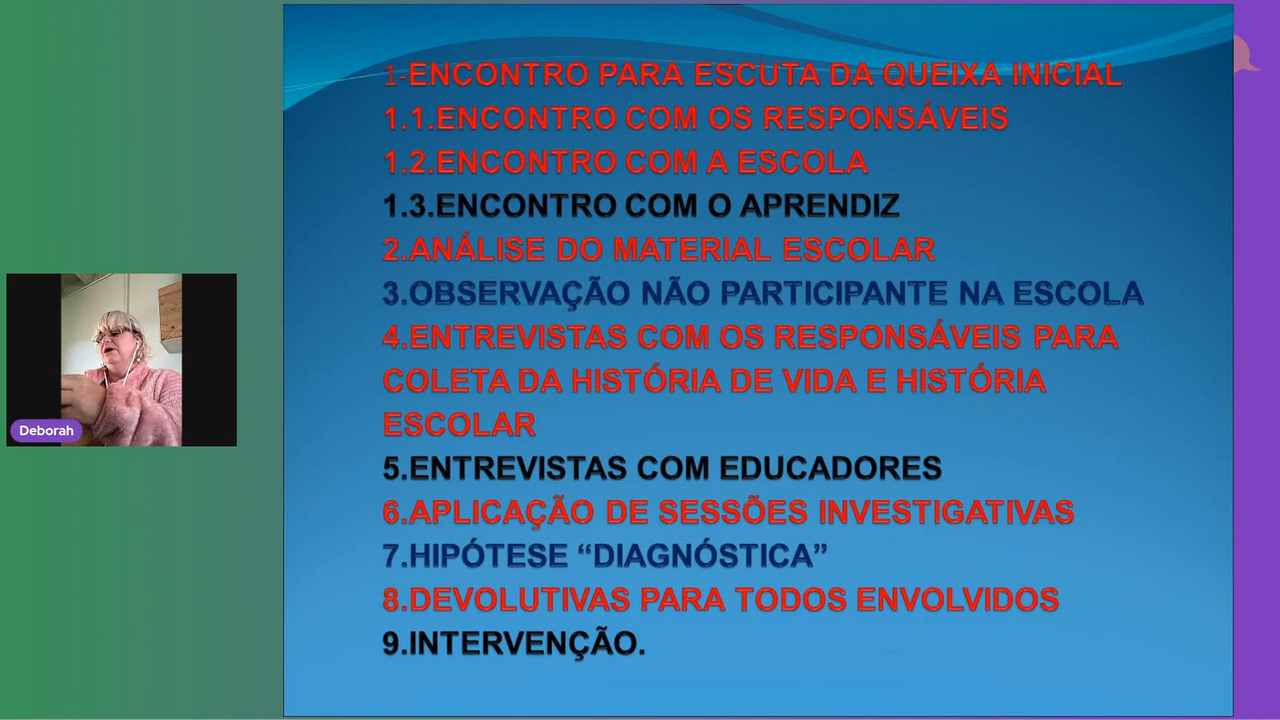 1-ENCONTRO PARA ESCUTA DA QUEIXA INICIAL
1.1.ENCONTRO COM OS RESPONSÁVEIS
1.2.ENCONTRO COM A ESCOLA
1.3.ENCONTRO COM O APRENDIZ
2.ANÁLISE DO MATERIAL ESCOLAR
3.OBSERVAÇÃO NÃO PARTICIPANTE NA ESCOLA
4.ENTREVISTAS COM OS RESPONSÁVEIS PARA
COLETA DA HISTÓRIA DE VIDA E HISTÓRIA
ESCOLAR
5.ENTREVISTAS COM EDUCADORES
6.APLICAÇÃO DE SESSÕES INVESTIGATIVAS
7.HIPÓTESE “DIAGNÓSTICA”
8.DEVOLUTIVAS PARA TODOS ENVOLVIDOS
9.INTERVENÇÃO.
Deborah